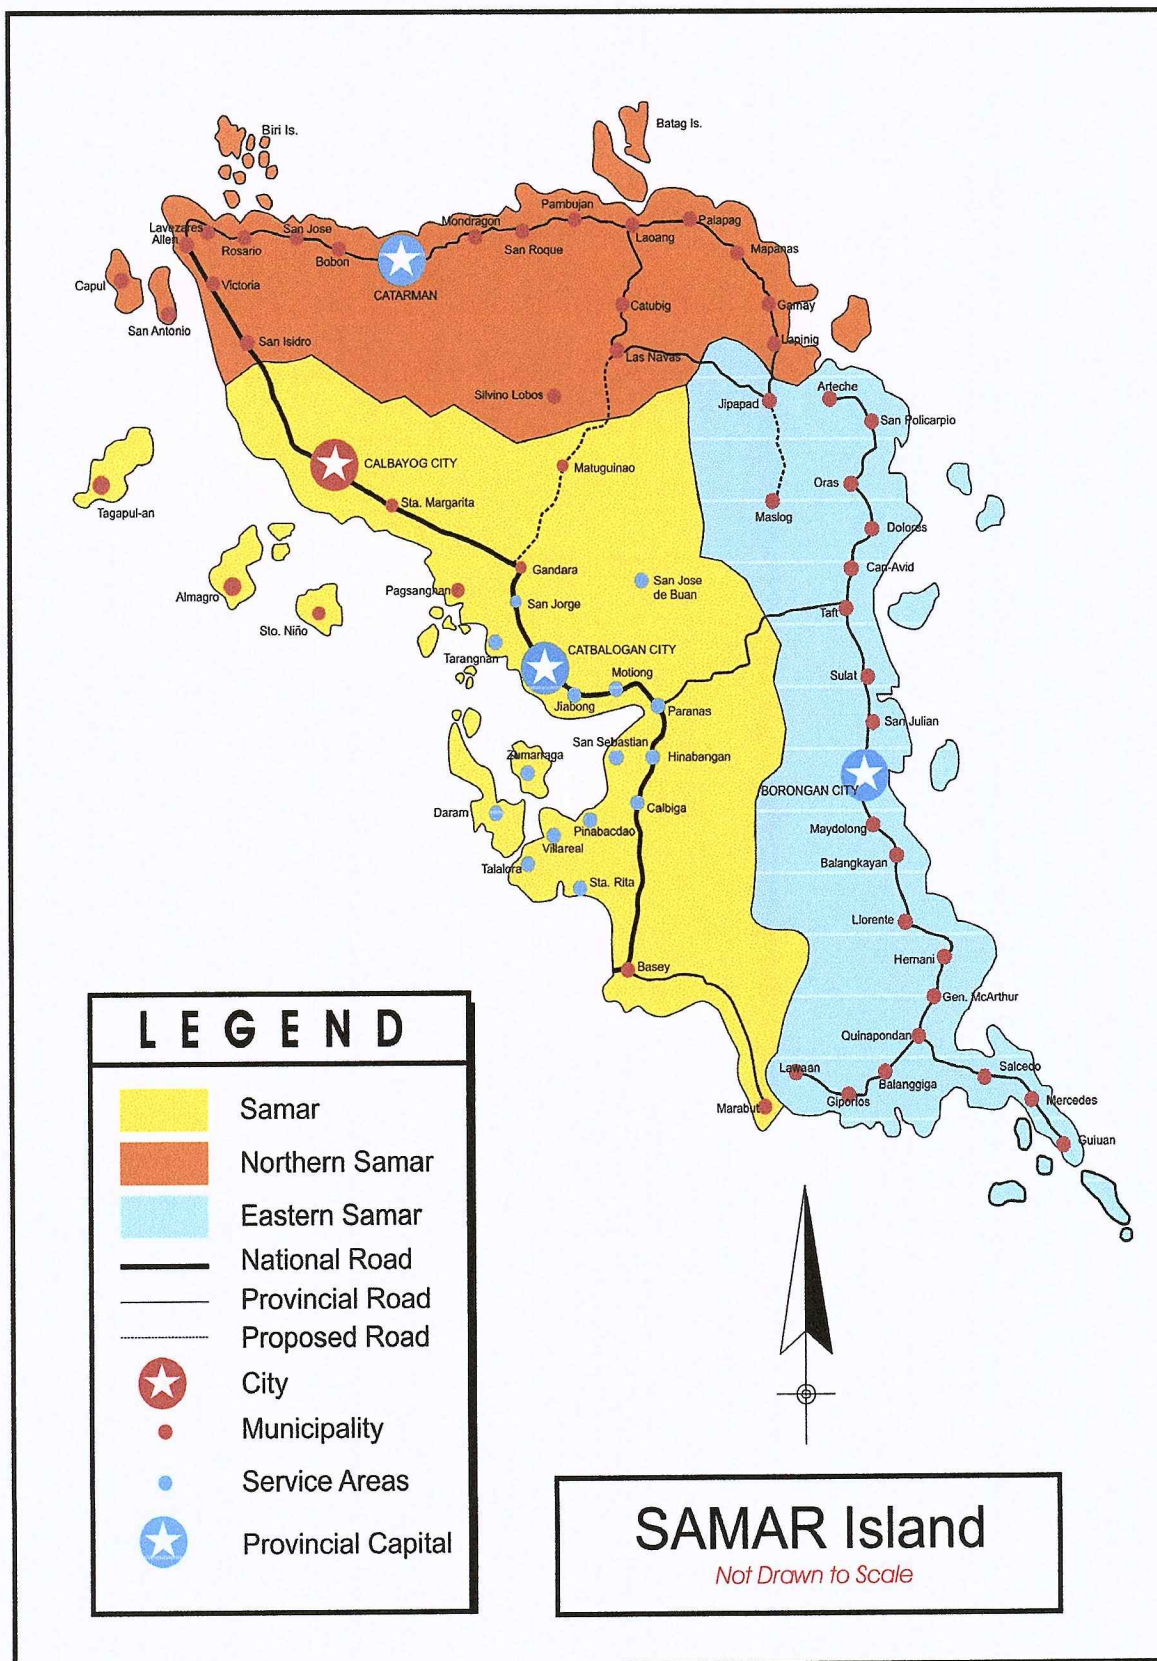 Biri Is.
Batag Is.
Lavezares
Allen
Rosario
San Jose
Bobon
CATARMAN
Mondragon
San Roque
Pambujan
Laoang
Palapag
Mapanas
Capul
San Antonio
Victoria
San Isidro
Catubig
Gamay
Las Navas
Lapinig
Silvino Lobos
Jipapad
Arteche
San Policarpio
CALBAYOG CITY
Matuguinao
Tagapul-an
Sta. Margarita
Oras
Maslog
Dolores
Gandara
Can-Avid
Almagro
Pagsanghan
San Jose
de Buan
San Jorge
Sto. Niño
Taft
Tarangnan
CATBALOGAN CITY
Motiong
Sulat
Jiabong
Paranas
San Julian
San Sebastian
Zumarraga
Hinabangan
BORONGAN CITY
Daram
Calbiga
Pinabacdao
Maydolong
Villareal
Balangkayan
Talalora
Sta. Rita
Llorente
Basey
Hernani
Gen. McArthur
Quinapondan
Lawaan
Balanggiga
Salcedo
Marabut
Giporlos
Mercedes
Guiuan
LEGEND
Samar
Northern Samar
Eastern Samar
National Road
Provincial Road
Proposed Road
City
Municipality
Service Areas
Provincial Capital
SAMAR Island
Not Drawn to Scale